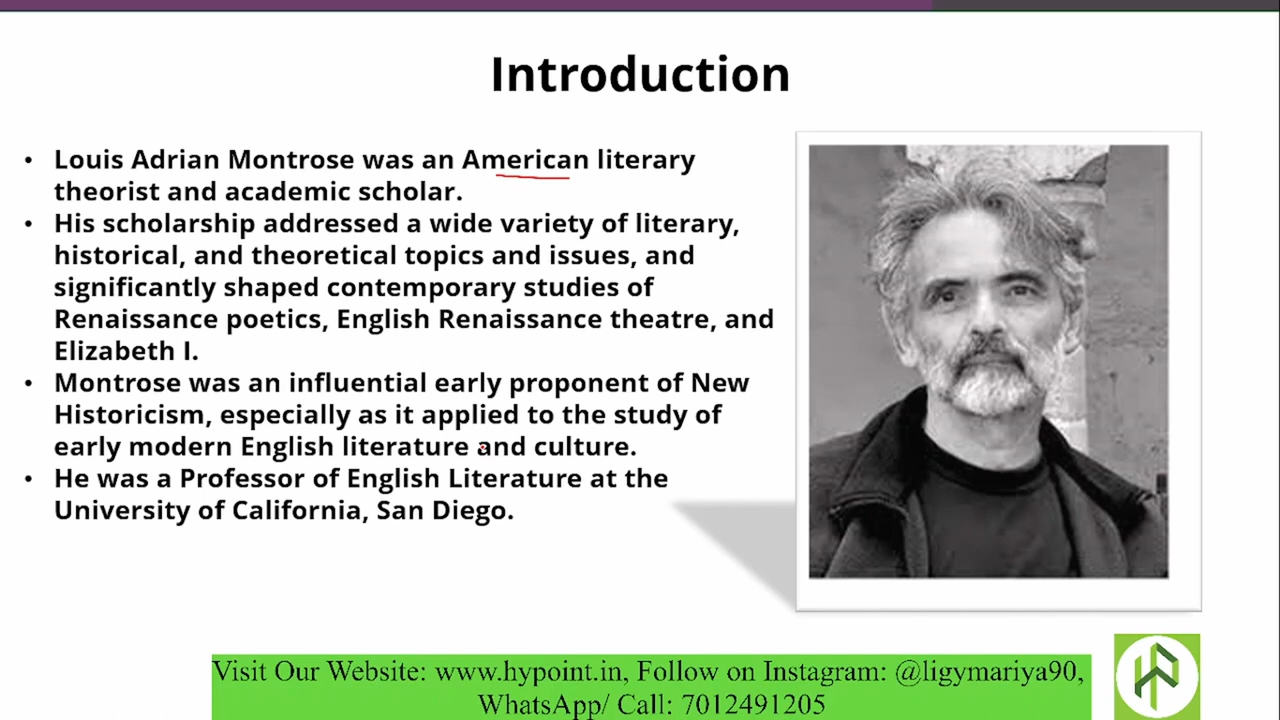 Introduction
• Louis Adrian Montrose was an American literary
theorist and academic scholar.
• His scholarship addressed a wide variety of literary,
historical, and theoretical topics and issues, and
significantly shaped contemporary studies of
Renaissance poetics, English Renaissance theatre, and
Elizabeth I.
• Montrose was an influential early proponent of New
Historicism, especially as it applied to the study of
early modern English literature and culture.
• He was a Professor of English Literature at the
University of California, San Diego.
Visit Our Website: www.hypoint.in, Follow on Instagram: @ligymariya90,
WhatsApp/ Call: 7012491205